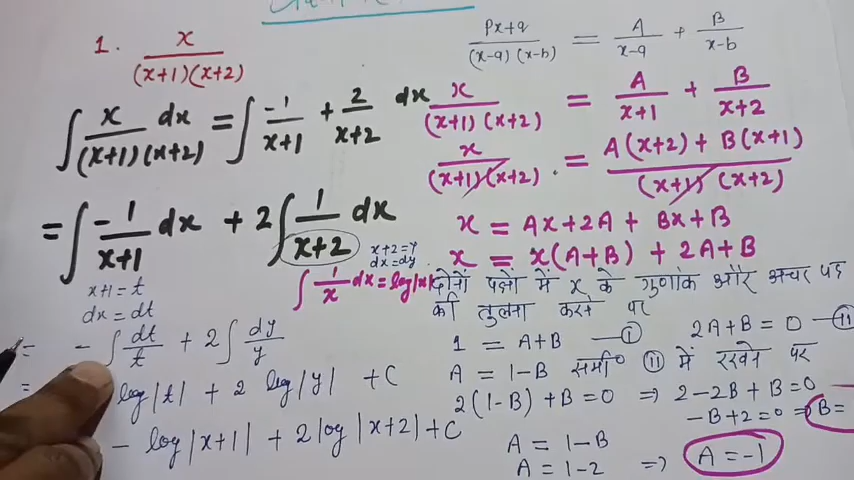 1. x/((x+1)(x+2))
∫ x/((x+1)(x+2)) dx = ∫ -1/(x+1) + 2/(x+2) dx
= ∫ -1/(x+1) dx + 2 ∫ 1/(x+2) dx
x+1 = t
dx = dt
x+2 = y
dx = dy
∫ 1/x dx = log|x|
= - ∫ dt/t + 2 ∫ dy/y
= log|t| + 2 log|y| + C
- log|x+1| + 2 log|x+2| + C
Px+q/((x-a)(x-b)) = A/(x-a) + B/(x-b)
x/((x+1)(x+2)) = A/(x+1) + B/(x+2)
x/((x+1)(x+2)) = (A(x+2) + B(x+1))/((x+1)(x+2))
x = Ax+2A + Bx+B
x = x(A+B) + 2A+B
दोनों पक्षों में x के गुणांक और अचर पद
की तुलना करने पर
1 = A+B —(i) 2A+B = 0 —(ii)
A = 1-B समी० (ii) में रखने पर
2(1-B) + B = 0 ⇒ 2-2B+B=0
-B+2=0 ⇒ B=
A = 1-B
A = 1-2 ⇒ A = -1